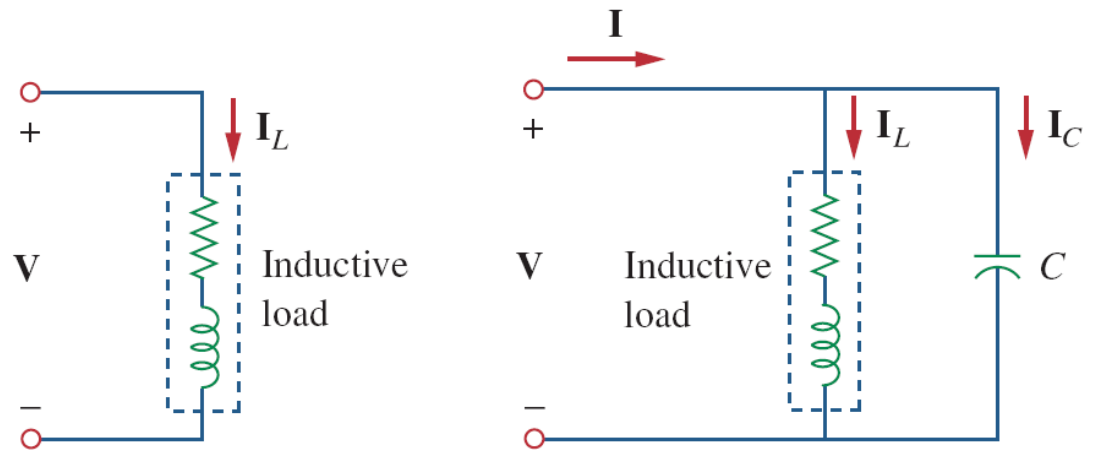 +
I_L
V
Inductive
load
−
I
+
I_L
I_C
V
Inductive
load
C
−